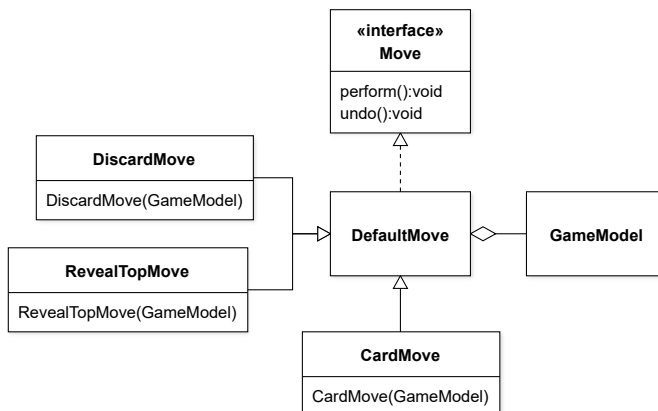 «interface»
Move
perform():void
undo():void
DiscardMove
DiscardMove(GameModel)
DefaultMove
GameModel
RevealTopMove
RevealTopMove(GameModel)
CardMove
CardMove(GameModel)